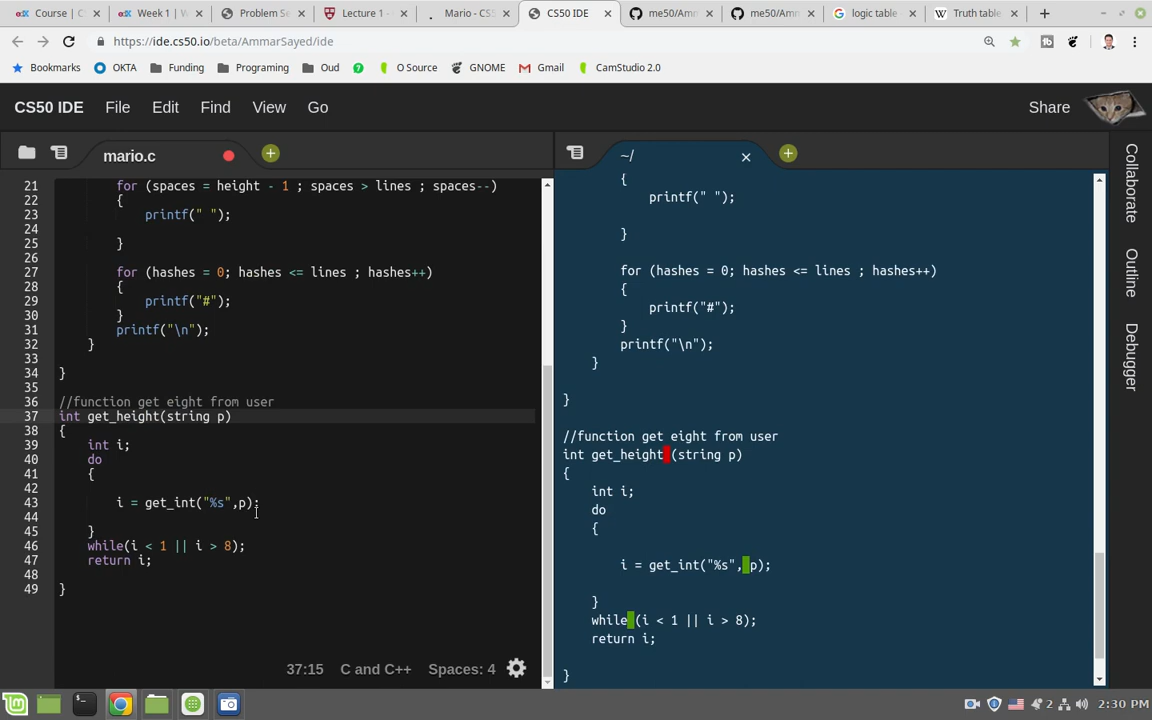 Course | C
Week 1 | W
Problem Se
Lecture 1 -
Mario - CS5
CS50 IDE
me50/Amm
me50/Amm
logic table
Truth table
https://ide.cs50.io/beta/AmmarSayed/ide
Bookmarks OKTA Funding Programing Oud O Source GNOME Gmail CamStudio 2.0
CS50 IDE File Edit Find View Go Share
mario.c
21 for (spaces = height - 1 ; spaces > lines ; spaces--)
22 {
23 printf(" ");
24
25 }
26
27 for (hashes = 0; hashes <= lines ; hashes++)
28 {
29 printf("#");
30 }
31 printf("\n");
32 }
33
34 }
35
36 //function get eight from user
37 int get_height(string p)
38 {
39 int i;
40 do
41 {
42
43 i = get_int("%s",p);
44
45 }
46 while(i < 1 || i > 8);
47 return i;
48
49 }
37:15 C and C++ Spaces: 4
~/
{
printf(" ");
}
for (hashes = 0; hashes <= lines ; hashes++)
{
printf("#");
}
printf("\n");
}
}
//function get eight from user
int get_height (string p)
{
int i;
do
{
i = get_int("%s", p);
}
while (i < 1 || i > 8);
return i;
}
Collaborate
Outline
Debugger
2
2:30 PM